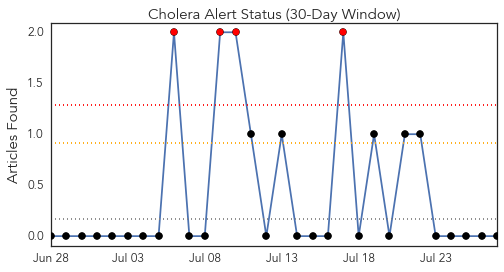 Cholera Alert Status (30-Day Window)
2.0
1.5
1.0
0.5
0.0
Articles Found
Jun 28 Jul 03 Jul 08 Jul 13 Jul 18 Jul 23